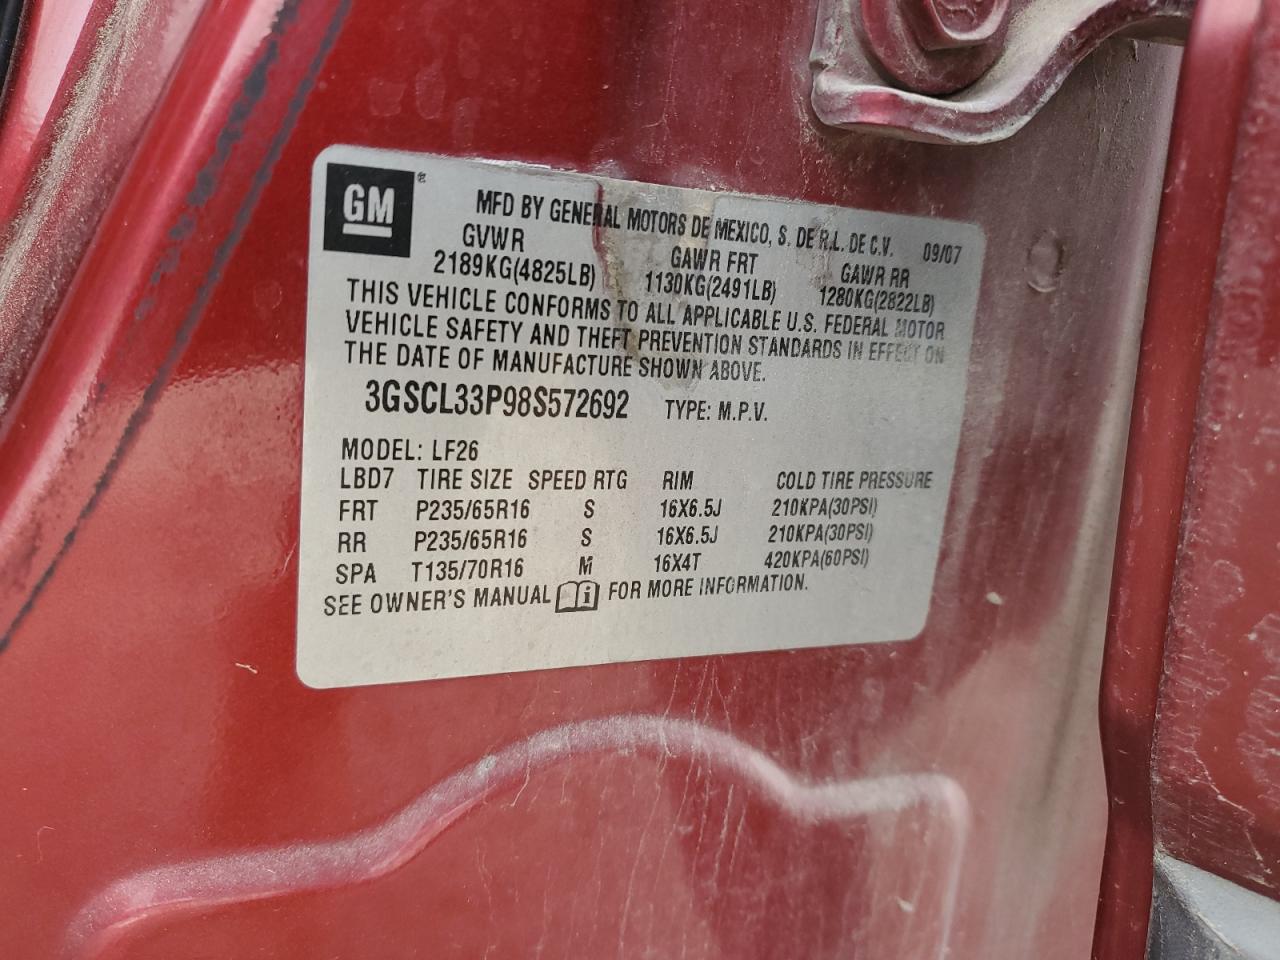 GM®
MFD BY GENERAL MOTORS DE MEXICO, S. DE R.L. DE C.V. 09/07
GVWR GAWR FRT GAWR RR
2189KG(4825LB) 1130KG(2491LB) 1280KG(2822LB)
THIS VEHICLE CONFORMS TO ALL APPLICABLE U.S. FEDERAL MOTOR
VEHICLE SAFETY AND THEFT PREVENTION STANDARDS IN EFFECT ON
THE DATE OF MANUFACTURE SHOWN ABOVE.
3GSCL33P98S572692 TYPE: M.P.V.
MODEL: LF26
LBD7 TIRE SIZE SPEED RTG RIM COLD TIRE PRESSURE
FRT P235/65R16 S 16X6.5J 210KPA(30PSI)
RR P235/65R16 S 16X6.5J 210KPA(30PSI)
SPA T135/70R16 M 16X4T 420KPA(60PSI)
SEE OWNER'S MANUAL i FOR MORE INFORMATION.